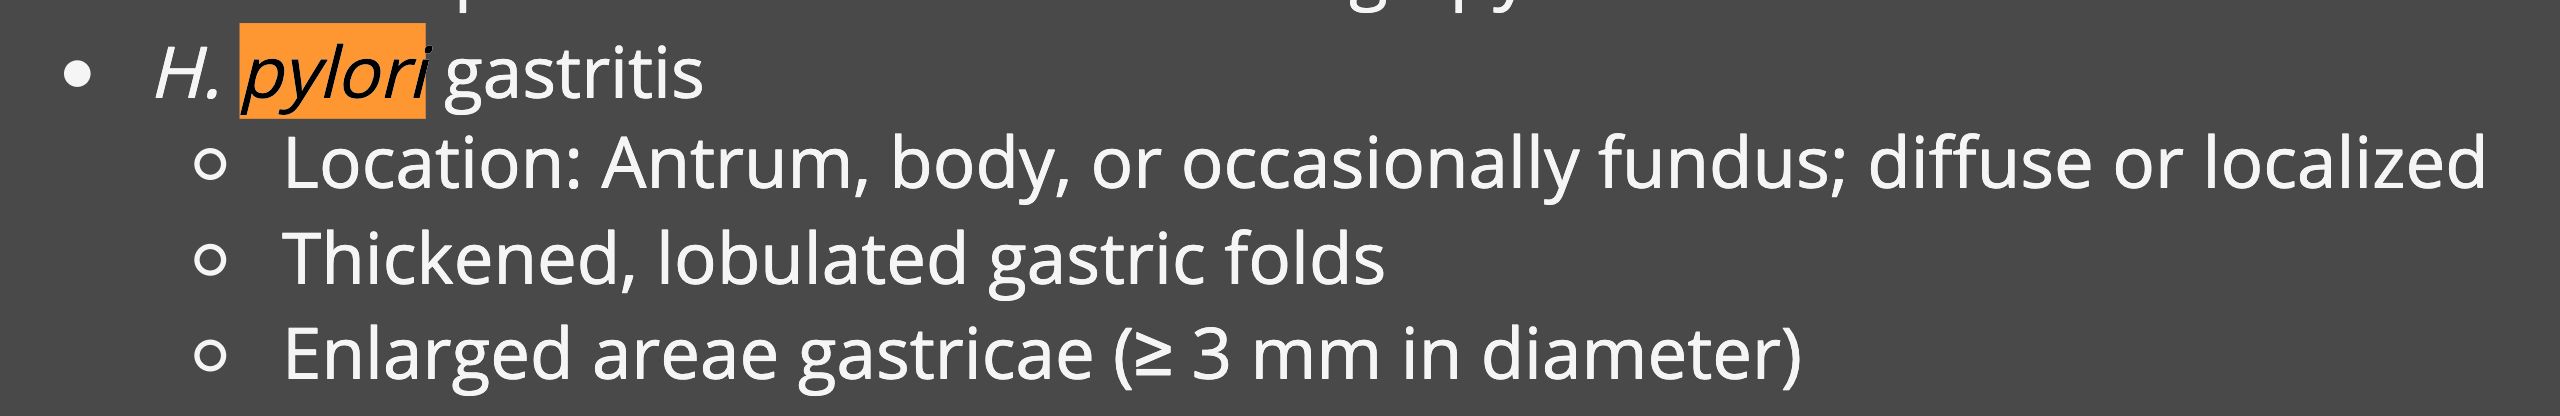 • H. pylori gastritis
○ Location: Antrum, body, or occasionally fundus; diffuse or localized
○ Thickened, lobulated gastric folds
○ Enlarged areae gastricae (≥ 3 mm in diameter)